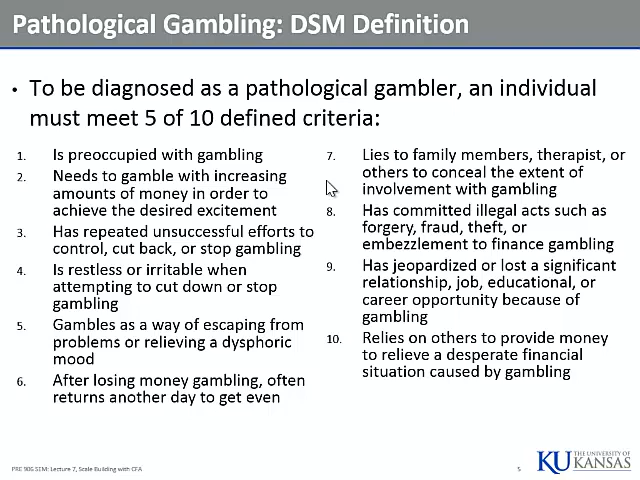 Pathological Gambling: DSM Definition
• To be diagnosed as a pathological gambler, an individual
must meet 5 of 10 defined criteria:
1. Is preoccupied with gambling
2. Needs to gamble with increasing
amounts of money in order to
achieve the desired excitement
3. Has repeated unsuccessful efforts to
control, cut back, or stop gambling
4. Is restless or irritable when
attempting to cut down or stop
gambling
5. Gambles as a way of escaping from
problems or relieving a dysphoric
mood
6. After losing money gambling, often
returns another day to get even
7. Lies to family members, therapist, or
others to conceal the extent of
involvement with gambling
8. Has committed illegal acts such as
forgery, fraud, theft, or
embezzlement to finance gambling
9. Has jeopardized or lost a significant
relationship, job, educational, or
career opportunity because of
gambling
10. Relies on others to provide money
to relieve a desperate financial
situation caused by gambling
PRE 906 SEM: Lecture 7, Scale Building with CFA
5
KU THE UNIVERSITY OF
KANSAS